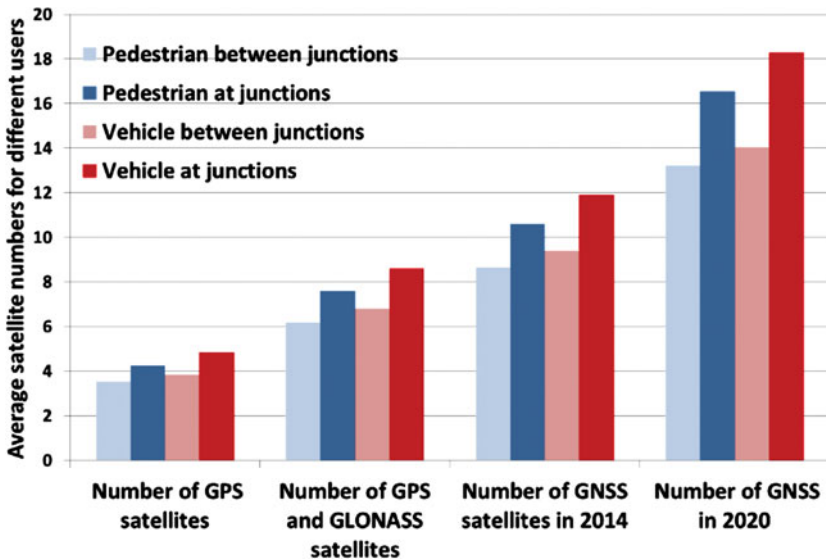 Average satellite numbers for different users
20
18
16
14
12
10
8
6
4
2
0
Pedestrian between junctions
Pedestrian at junctions
Vehicle between junctions
Vehicle at junctions
Number of GPS
satellites
Number of GPS
and GLONASS
satellites
Number of GNSS
satellites in 2014
Number of GNSS
in 2020